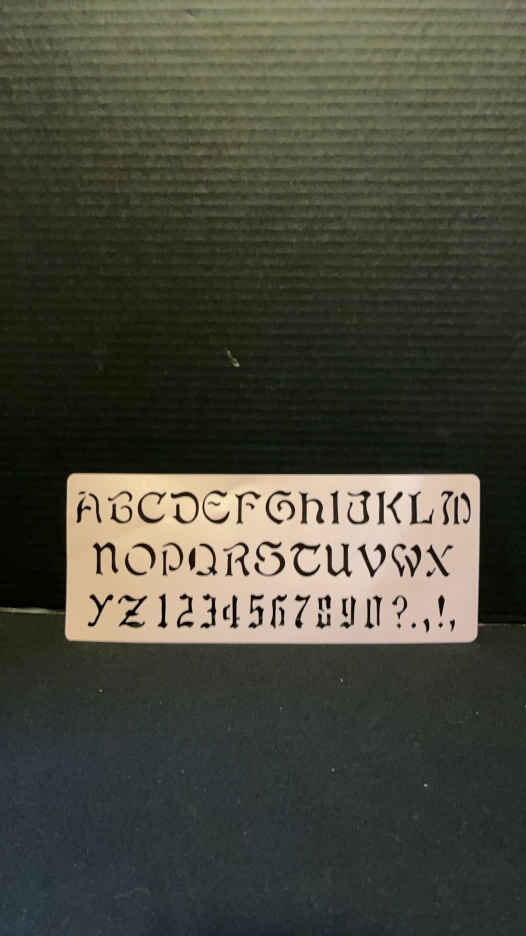 ABCDEFGhIJKLM
NOPQRSTUVWX
YZ1234567890?.,!,